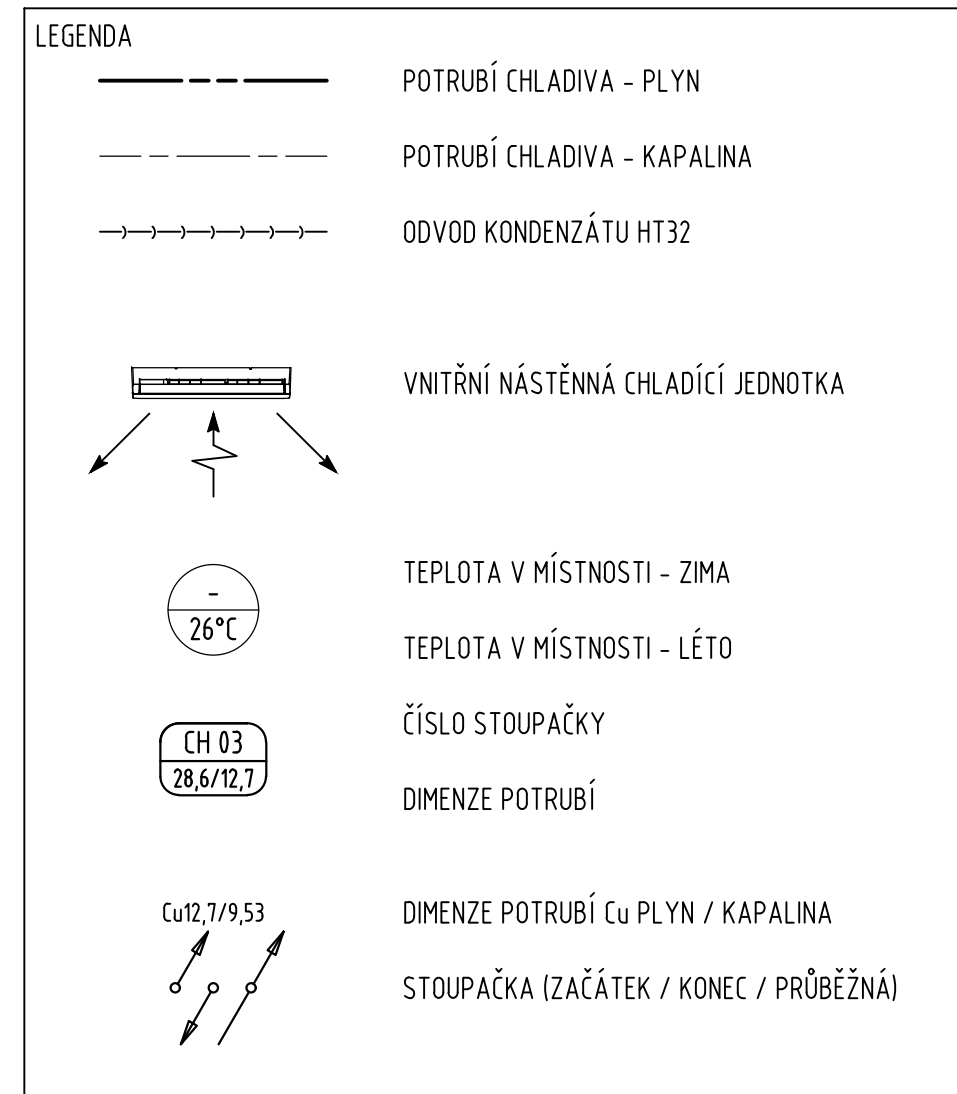 LEGENDA
POTRUBÍ CHLADIVA - PLYN
POTRUBÍ CHLADIVA - KAPALINA
ODVOD KONDENZÁTU HT32
VNITŘNÍ NÁSTĚNNÁ CHLADÍCÍ JEDNOTKA
TEPLOTA V MÍSTNOSTI - ZIMA
-
26°C
TEPLOTA V MÍSTNOSTI - LÉTO
ČÍSLO STOUPAČKY
CH 03
28,6/12,7
DIMENZE POTRUBÍ
Cu12,7/9,53
DIMENZE POTRUBÍ Cu PLYN / KAPALINA
STOUPAČKA (ZAČÁTEK / KONEC / PRŮBĚŽNÁ)